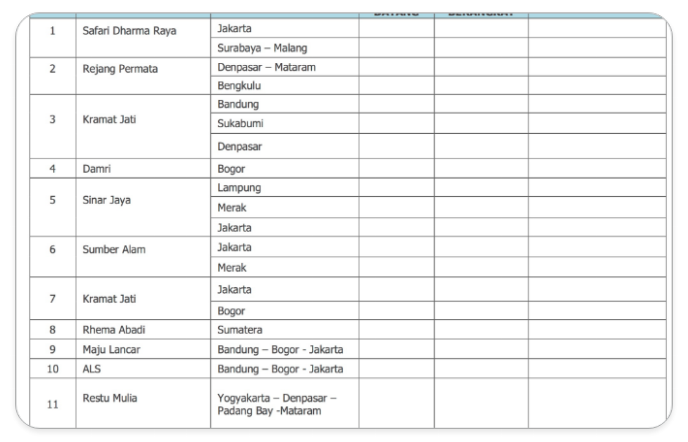 DATANG BERANGKAT
1 Safari Dharma Raya Jakarta
Surabaya – Malang
2 Rejang Permata Denpasar – Mataram
Bengkulu
3 Kramat Jati Bandung
Sukabumi
Denpasar
4 Damri Bogor
5 Sinar Jaya Lampung
Merak
Jakarta
6 Sumber Alam Jakarta
Merak
7 Kramat Jati Jakarta
Bogor
8 Rhema Abadi Sumatera
9 Maju Lancar Bandung – Bogor - Jakarta
10 ALS Bandung – Bogor - Jakarta
11 Restu Mulia Yogyakarta – Denpasar –
Padang Bay -Mataram